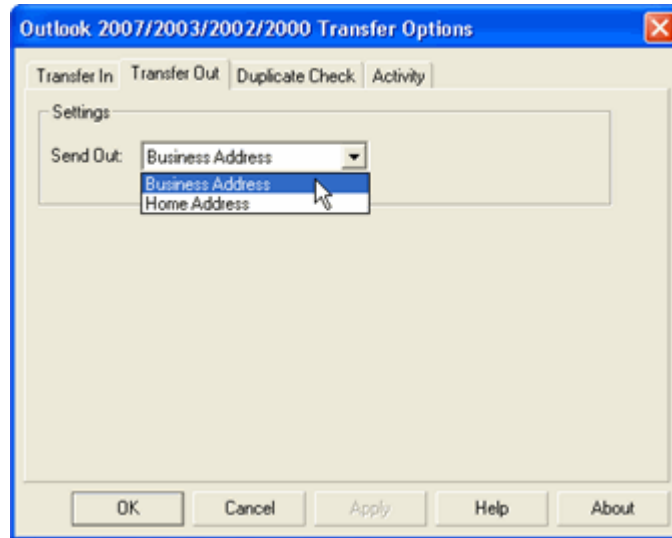 Outlook 2007/2003/2002/2000 Transfer Options
Transfer In Transfer Out Duplicate Check Activity
Settings
Send Out: Business Address
Business Address
Home Address
OK Cancel Apply Help About